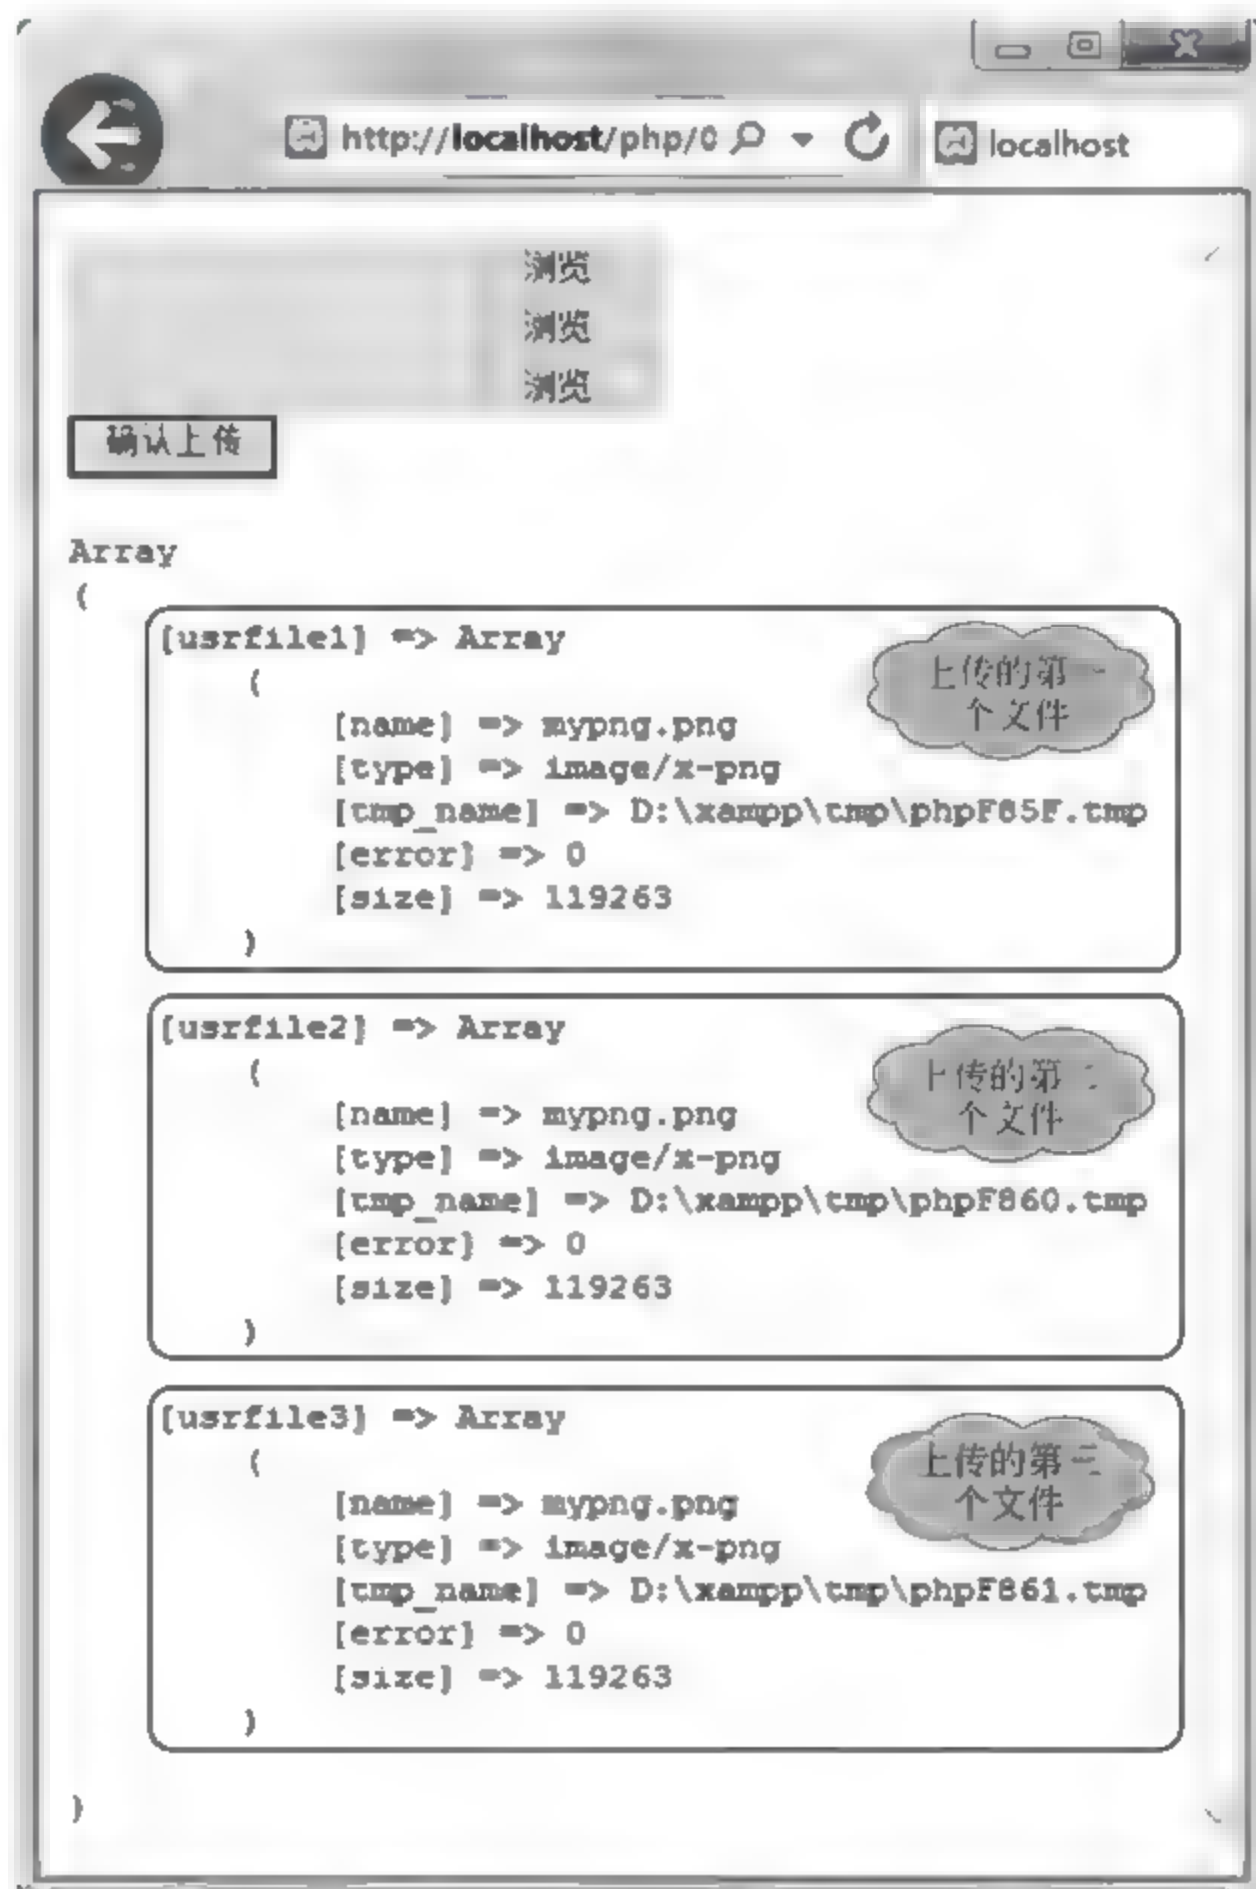 http://localhost/php/0
localhost
浏览
浏览
浏览
确认上传
Array
(
[usrfile1] => Array
上传的第一
个文件
(
[name] => mypng.png
[type] => image/x-png
[tmp_name] => D:\xampp\tmp\phpF85F.tmp
[error] => 0
[size] => 119263
)
[usrfile2] => Array
上传的第二
个文件
(
[name] => mypng.png
[type] => image/x-png
[tmp_name] => D:\xampp\tmp\phpF860.tmp
[error] => 0
[size] => 119263
)
[usrfile3] => Array
上传的第三
个文件
(
[name] => mypng.png
[type] => image/x-png
[tmp_name] => D:\xampp\tmp\phpF861.tmp
[error] => 0
[size] => 119263
)
)